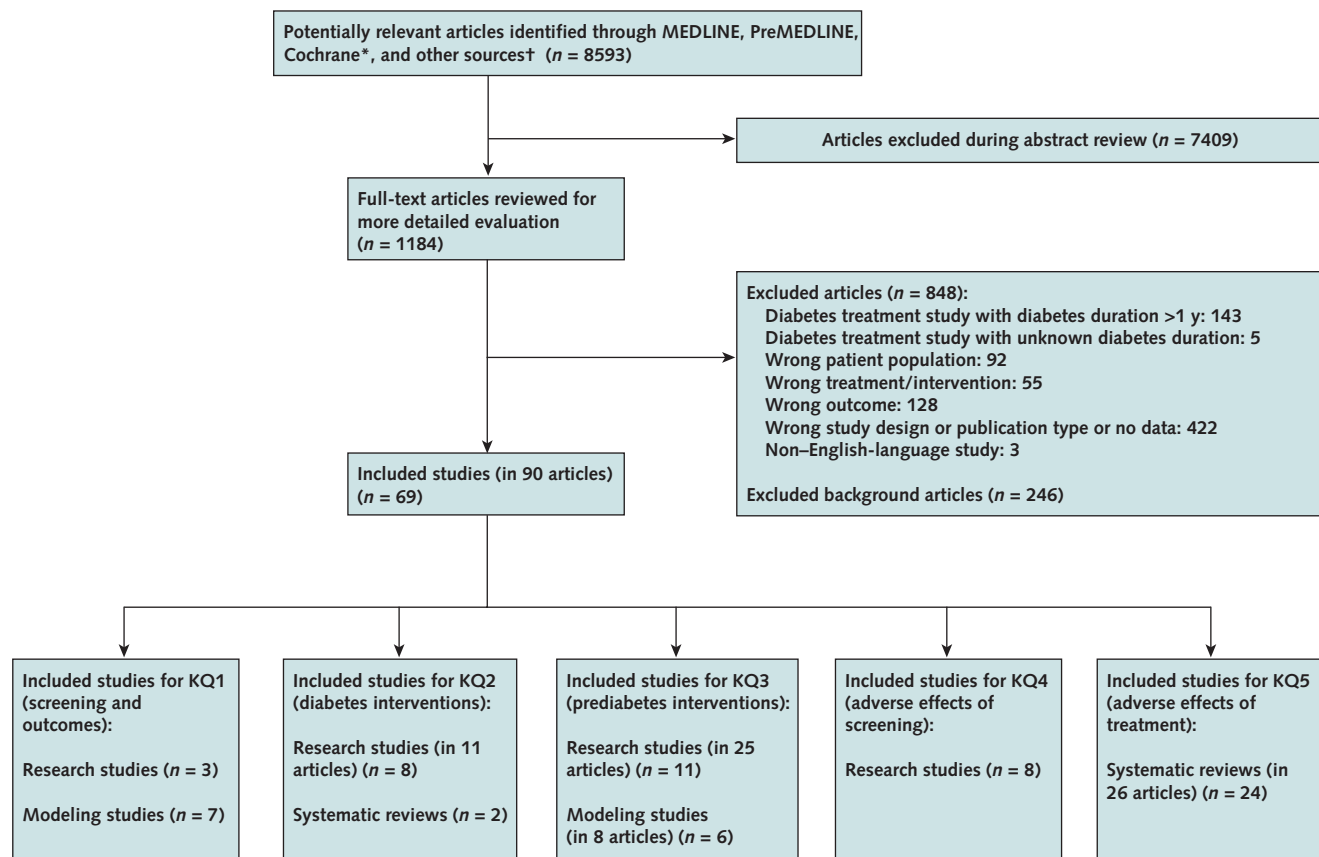 Potentially relevant articles identified through MEDLINE, PreMEDLINE,
Cochrane*, and other sources† (n = 8593)
Articles excluded during abstract review (n = 7409)
Full-text articles reviewed for
more detailed evaluation
(n = 1184)
Excluded articles (n = 848):
Diabetes treatment study with diabetes duration >1 y: 143
Diabetes treatment study with unknown diabetes duration: 5
Wrong patient population: 92
Wrong treatment/intervention: 55
Wrong outcome: 128
Wrong study design or publication type or no data: 422
Non–English-language study: 3
Excluded background articles (n = 246)
Included studies (in 90 articles)
(n = 69)
Included studies for KQ1
(screening and
outcomes):
Research studies (n = 3)
Modeling studies (n = 7)
Included studies for KQ2
(diabetes interventions):
Research studies (in 11
articles) (n = 8)
Systematic reviews (n = 2)
Included studies for KQ3
(prediabetes interventions):
Research studies (in 25
articles) (n = 11)
Modeling studies
(in 8 articles) (n = 6)
Included studies for KQ4
(adverse effects of
screening):
Research studies (n = 8)
Included studies for KQ5
(adverse effects of
treatment):
Systematic reviews (in
26 articles) (n = 24)